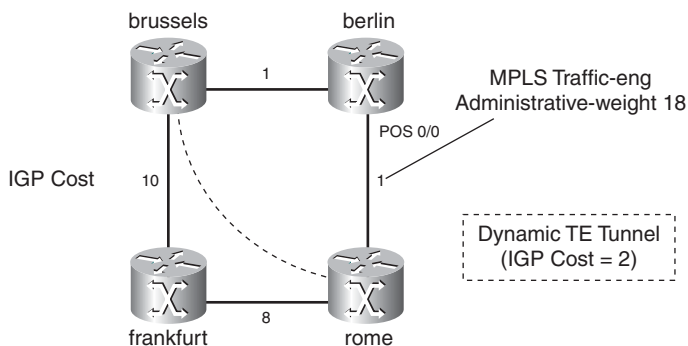 brussels
berlin
1
MPLS Traffic-eng
Administrative-weight 18
POS 0/0
IGP Cost
10
1
Dynamic TE Tunnel
(IGP Cost = 2)
8
frankfurt
rome